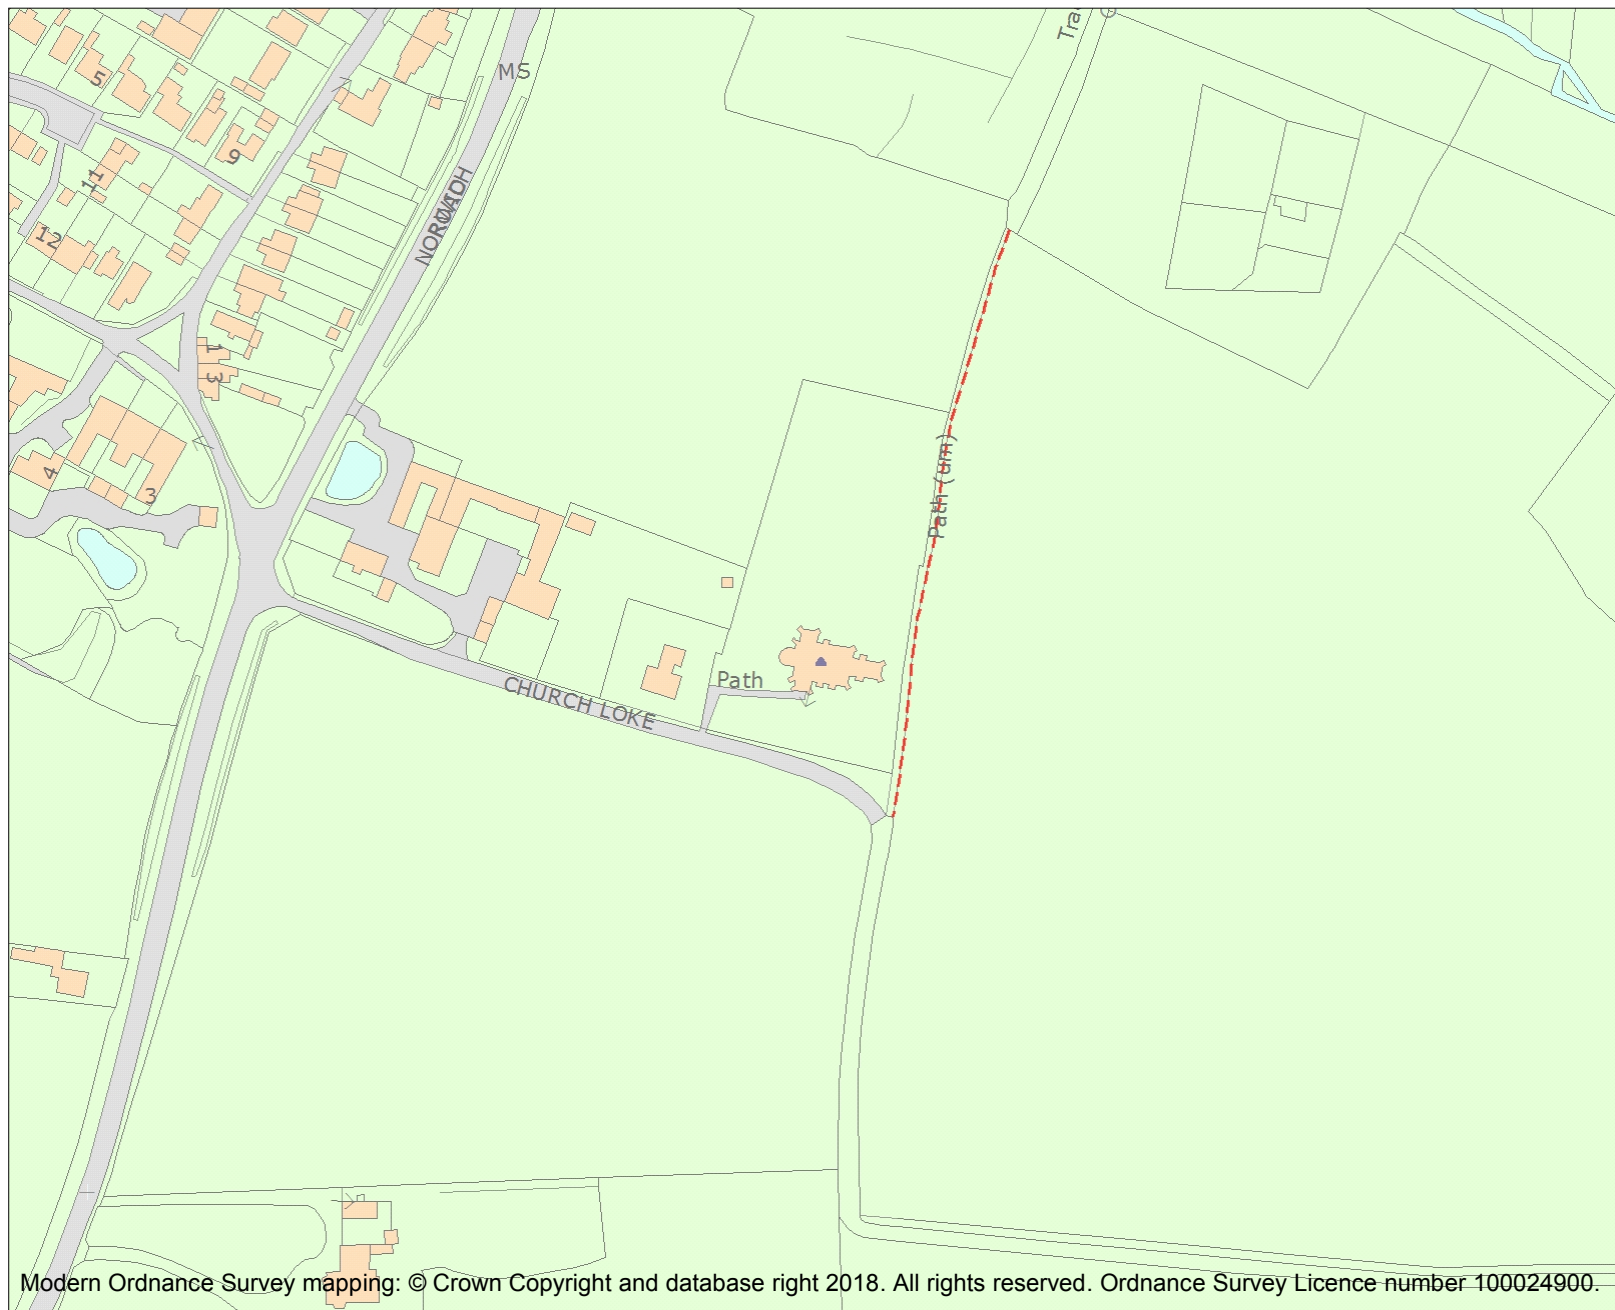 Tra
MS
5
9
11
12
NORWICH
ROAD
1
3
4
3
Path (um)
Path
CHURCH LOKE
Modern Ordnance Survey mapping: © Crown Copyright and database right 2018. All rights reserved. Ordnance Survey Licence number 100024900.